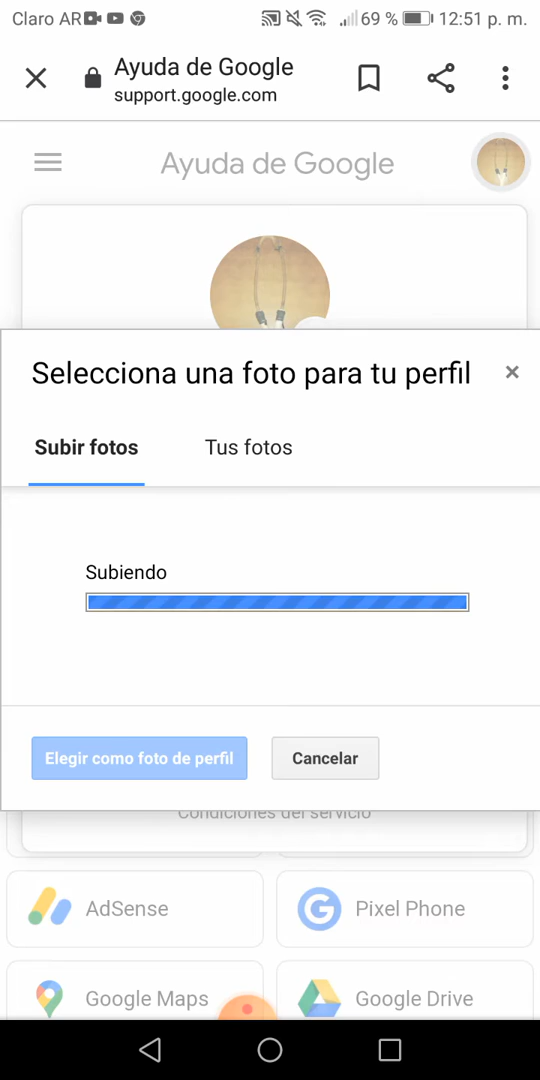 Claro AR 69 % 12:51 p. m.
Ayuda de Google
support.google.com
Ayuda de Google
Selecciona una foto para tu perfil ×
Subir fotos Tus fotos
Subiendo
Elegir como foto de perfil Cancelar
Condiciones del servicio
AdSense Pixel Phone
Google Maps Google Drive